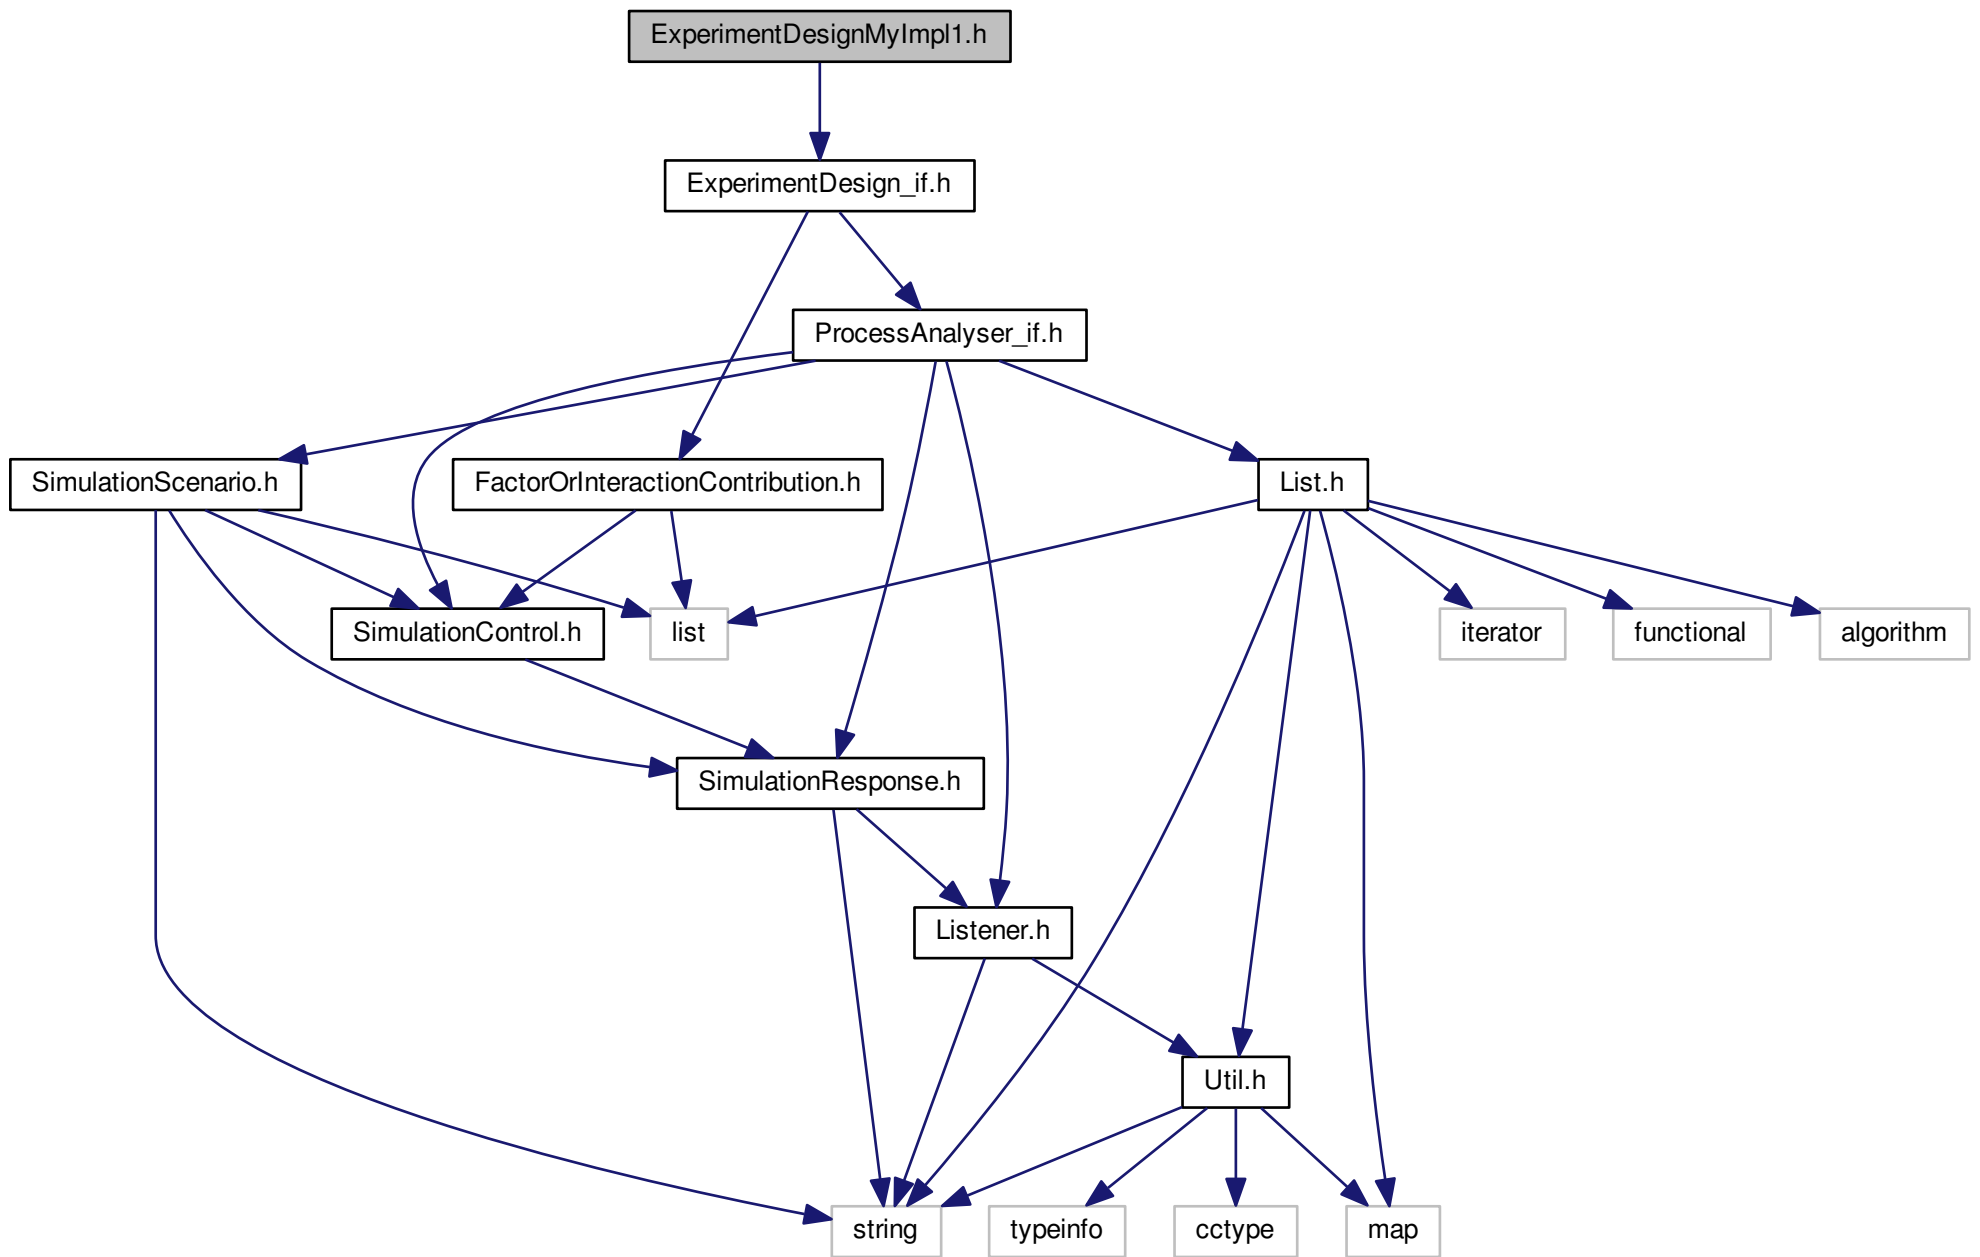 ExperimentDesignMyImpl1.h
ExperimentDesign_if.h
ProcessAnalyser_if.h
SimulationScenario.h
FactorOrInteractionContribution.h
List.h
SimulationControl.h
list
iterator
functional
algorithm
SimulationResponse.h
Listener.h
Util.h
string
typeinfo
cctype
map